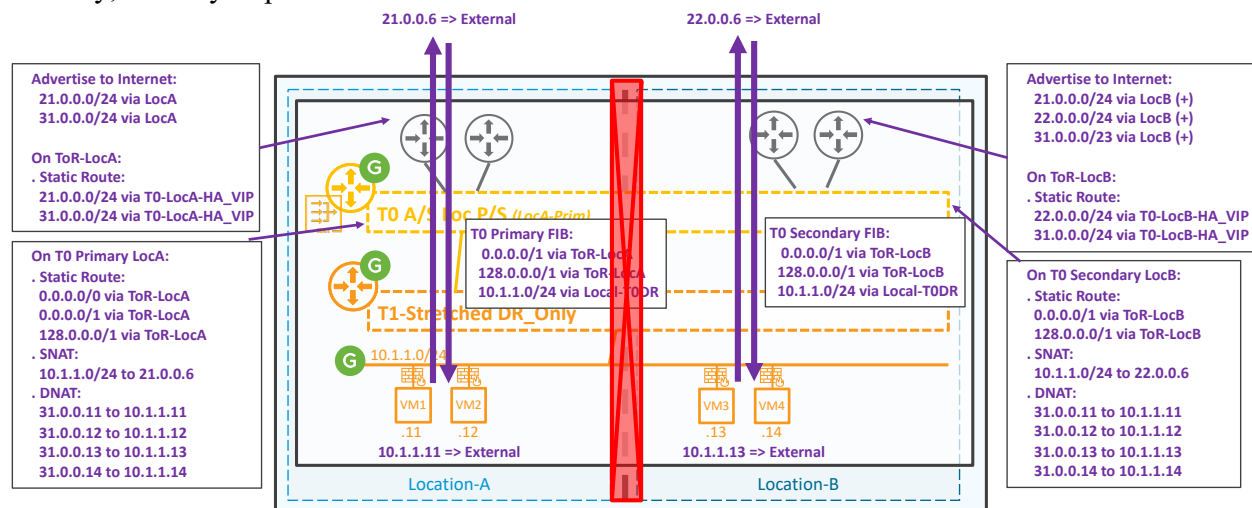 21.0.0.6 => External
22.0.0.6 => External
Advertise to Internet:
21.0.0.0/24 via LocA
31.0.0.0/24 via LocA
On ToR-LocA:
. Static Route:
21.0.0.0/24 via T0-LocA-HA_VIP
31.0.0.0/24 via T0-LocA-HA_VIP
On T0 Primary LocA:
. Static Route:
0.0.0.0/0 via ToR-LocA
0.0.0.0/1 via ToR-LocA
128.0.0.0/1 via ToR-LocA
. SNAT:
10.1.1.0/24 to 21.0.0.6
. DNAT:
31.0.0.11 to 10.1.1.11
31.0.0.12 to 10.1.1.12
31.0.0.13 to 10.1.1.13
31.0.0.14 to 10.1.1.14
G
T0 A/S Loc P/S (LocA-Prim)
T0 Primary FIB:
0.0.0.0/1 via ToR-LocA
128.0.0.0/1 via ToR-LocA
10.1.1.0/24 via Local-T0DR
T0 Secondary FIB:
0.0.0.0/1 via ToR-LocB
128.0.0.0/1 via ToR-LocB
10.1.1.0/24 via Local-T0DR
G
T1-Stretched DR_Only
G
10.1.1.0/24
VM1
VM2
VM3
VM4
.11
.12
.13
.14
10.1.1.11 => External
10.1.1.13 => External
Location-A
Location-B
Advertise to Internet:
21.0.0.0/24 via LocB (+)
22.0.0.0/24 via LocB (+)
31.0.0.0/23 via LocB (+)
On ToR-LocB:
. Static Route:
22.0.0.0/24 via T0-LocB-HA_VIP
31.0.0.0/24 via T0-LocB-HA_VIP
On T0 Secondary LocB:
. Static Route:
0.0.0.0/1 via ToR-LocB
128.0.0.0/1 via ToR-LocB
. SNAT:
10.1.1.0/24 to 22.0.0.6
. DNAT:
31.0.0.11 to 10.1.1.11
31.0.0.12 to 10.1.1.12
31.0.0.13 to 10.1.1.13
31.0.0.14 to 10.1.1.14